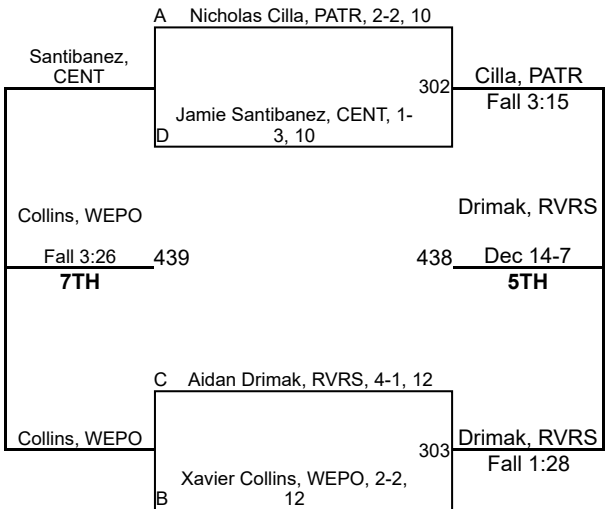 A Nicholas Cilla, PATR, 2-2, 10
Santibanez,
CENT
302
Cilla, PATR
Fall 3:15
Jamie Santibanez, CENT, 1-
D 3, 10
Collins, WEPO
Drimak, RVRS
Fall 3:26
439
438
Dec 14-7
7TH
5TH
C Aidan Drimak, RVRS, 4-1, 12
Collins, WEPO
303
Drimak, RVRS
Fall 1:28
Xavier Collins, WEPO, 2-2,
B 12